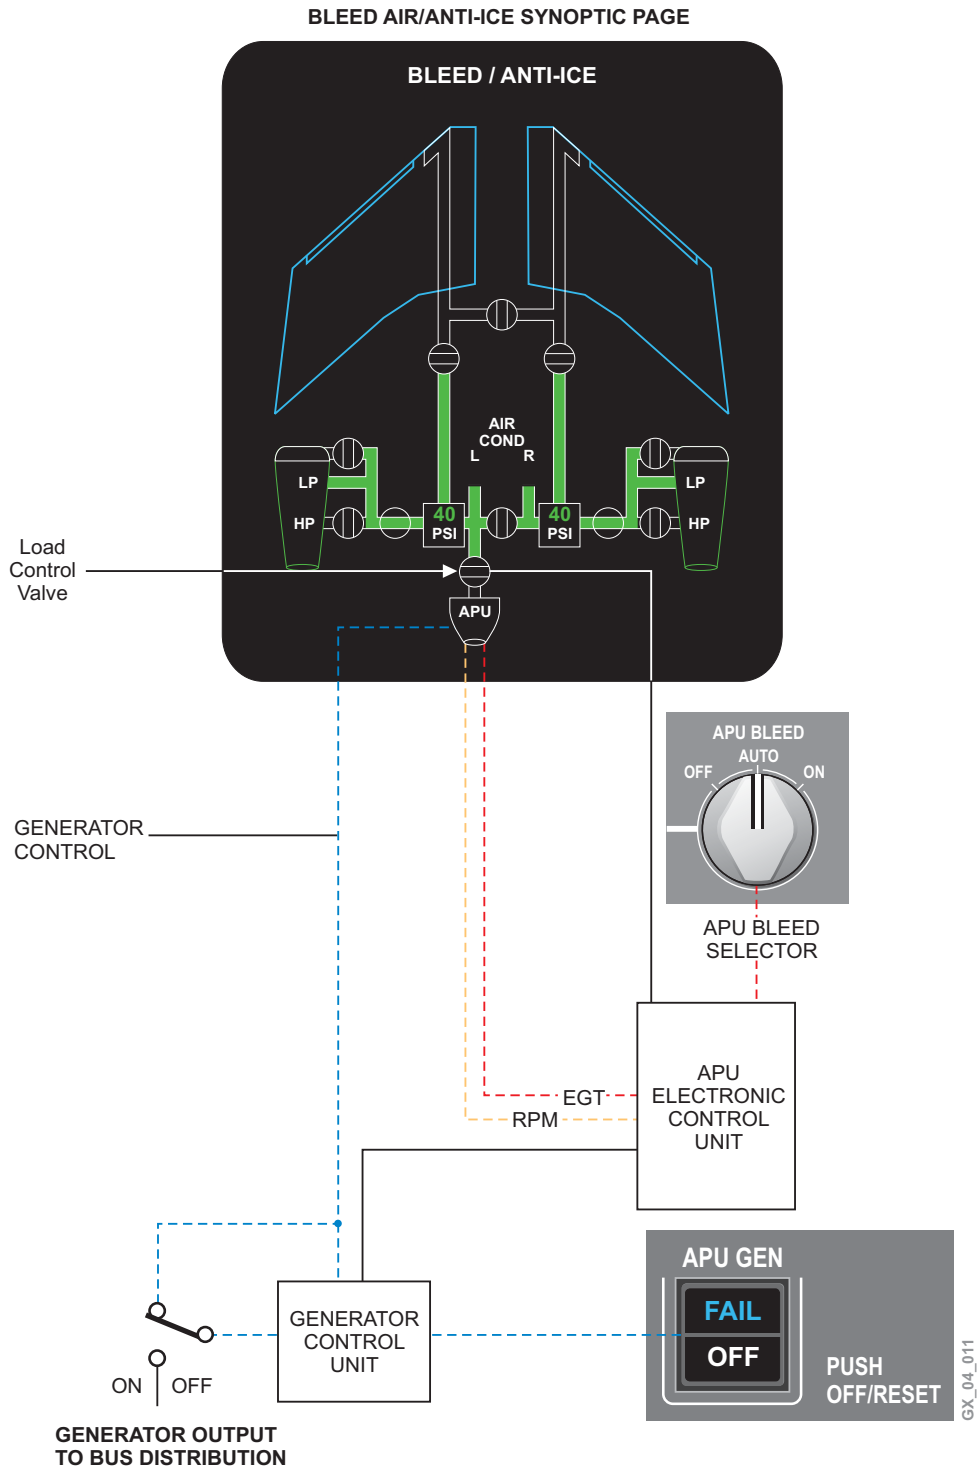 BLEED AIR/ANTI-ICE SYNOPTIC PAGE
BLEED / ANTI-ICE
AIR
COND
L R
LP
HP
40
PSI
40
PSI
LP
HP
Load
Control
Valve
APU
APU BLEED
OFF AUTO ON
GENERATOR
CONTROL
APU BLEED
SELECTOR
APU
ELECTRONIC
CONTROL
UNIT
EGT
RPM
APU GEN
FAIL
OFF
PUSH
OFF/RESET
GENERATOR
CONTROL
UNIT
ON OFF
GENERATOR OUTPUT
TO BUS DISTRIBUTION
GX_04_011